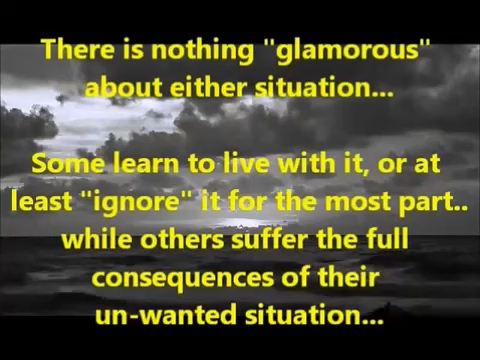 There is nothing "glamorous"
about either situation...
Some learn to live with it, or at
least "ignore" it for the most part..
while others suffer the full
consequences of their
un-wanted situation...